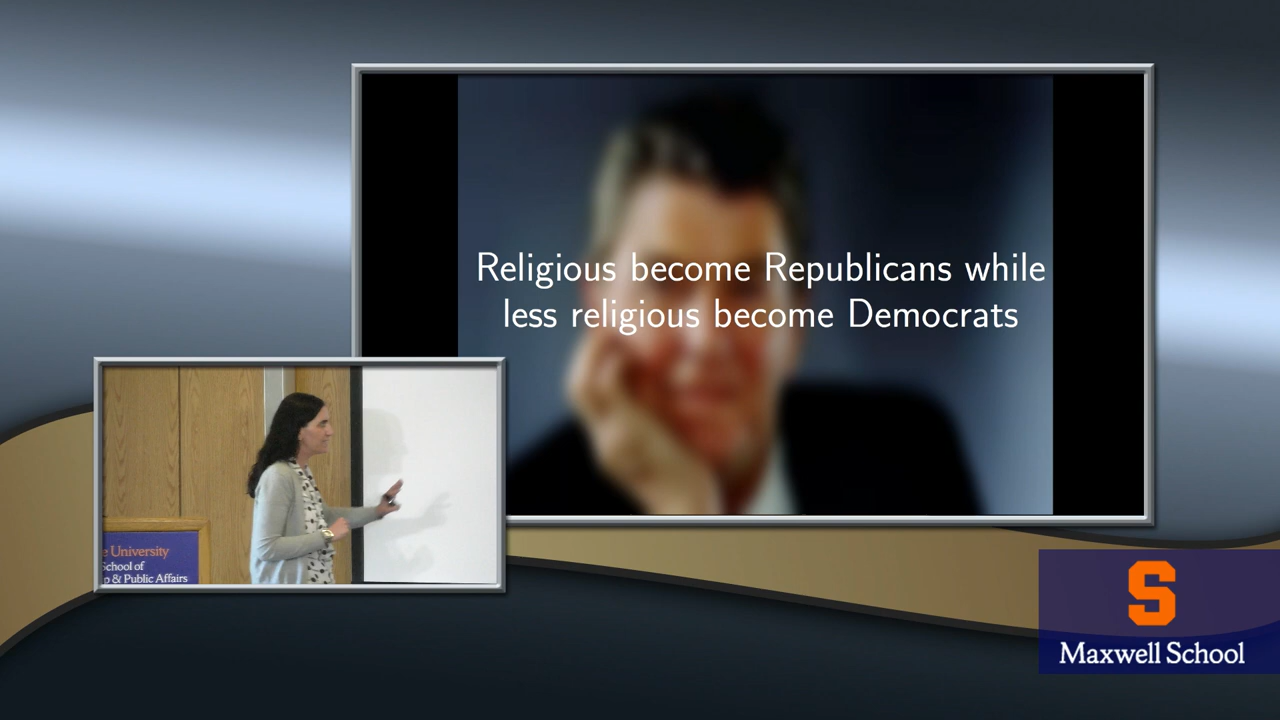 Religious become Republicans while
less religious become Democrats
e University
School of
p & Public Affairs
S
Maxwell School